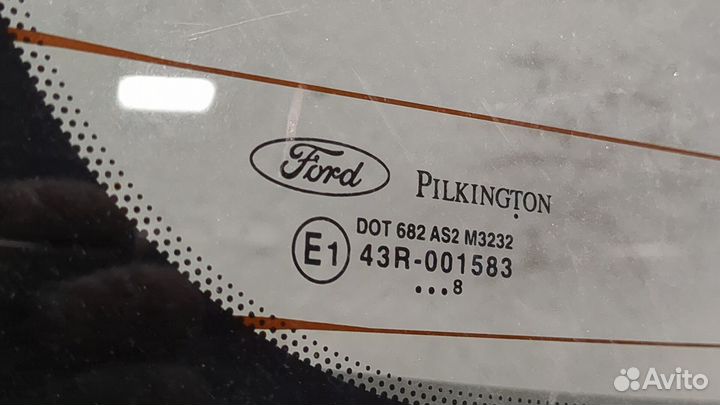 Ford PILKINGTON
DOT 682 AS2 M3232
E1 43R-001583
...8
Avito